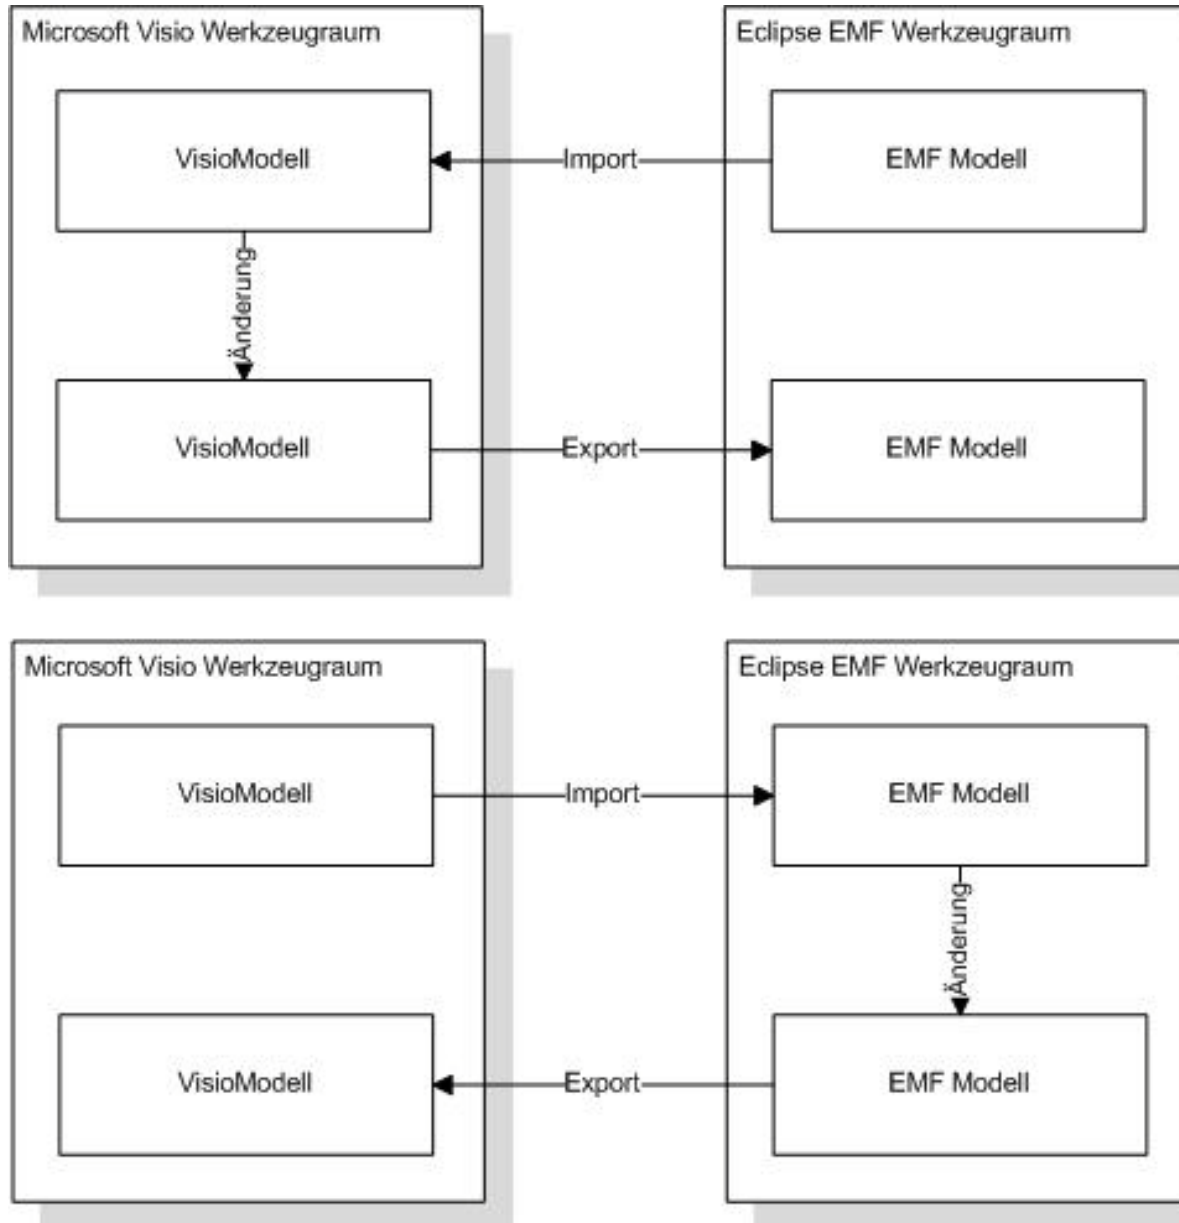 Microsoft Visio Werkzeugraum
Eclipse EMF Werkzeugraum
VisioModell
Import
EMF Modell
Änderung
VisioModell
Export
EMF Modell
Microsoft Visio Werkzeugraum
Eclipse EMF Werkzeugraum
VisioModell
Import
EMF Modell
Änderung
VisioModell
Export
EMF Modell